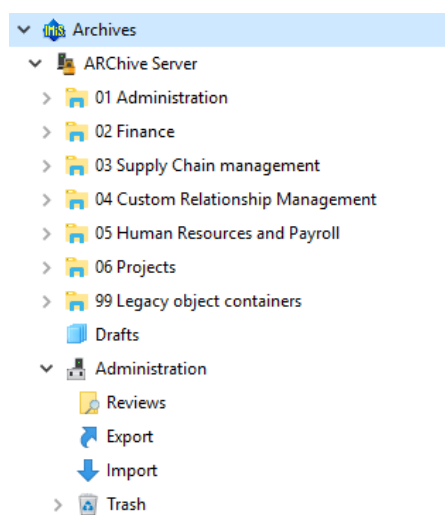 IMiS Archives
ARChive Server
01 Administration
02 Finance
03 Supply Chain management
04 Custom Relationship Management
05 Human Resources and Payroll
06 Projects
99 Legacy object containers
Drafts
Administration
Reviews
Export
Import
Trash